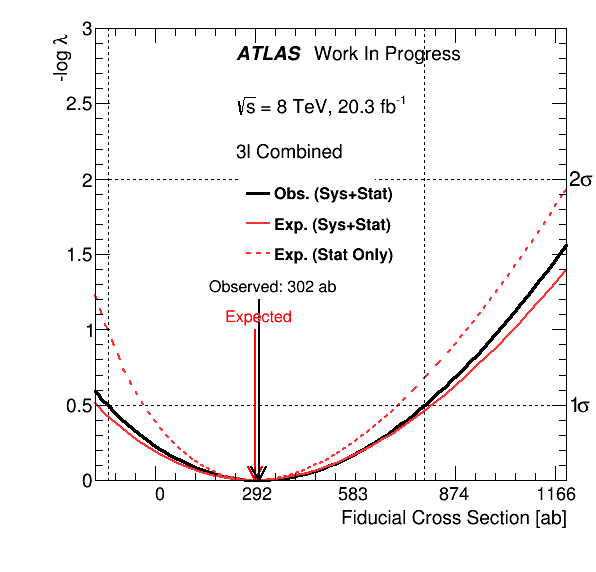 3
-log λ
ATLAS Work In Progress
2.5
√s = 8 TeV, 20.3 fb-1
3l Combined
2
2σ
Obs. (Sys+Stat)
Exp. (Sys+Stat)
1.5
Exp. (Stat Only)
Observed: 302 ab
Expected
1
0.5
1σ
0
0 292 583 874 1166
Fiducial Cross Section [ab]